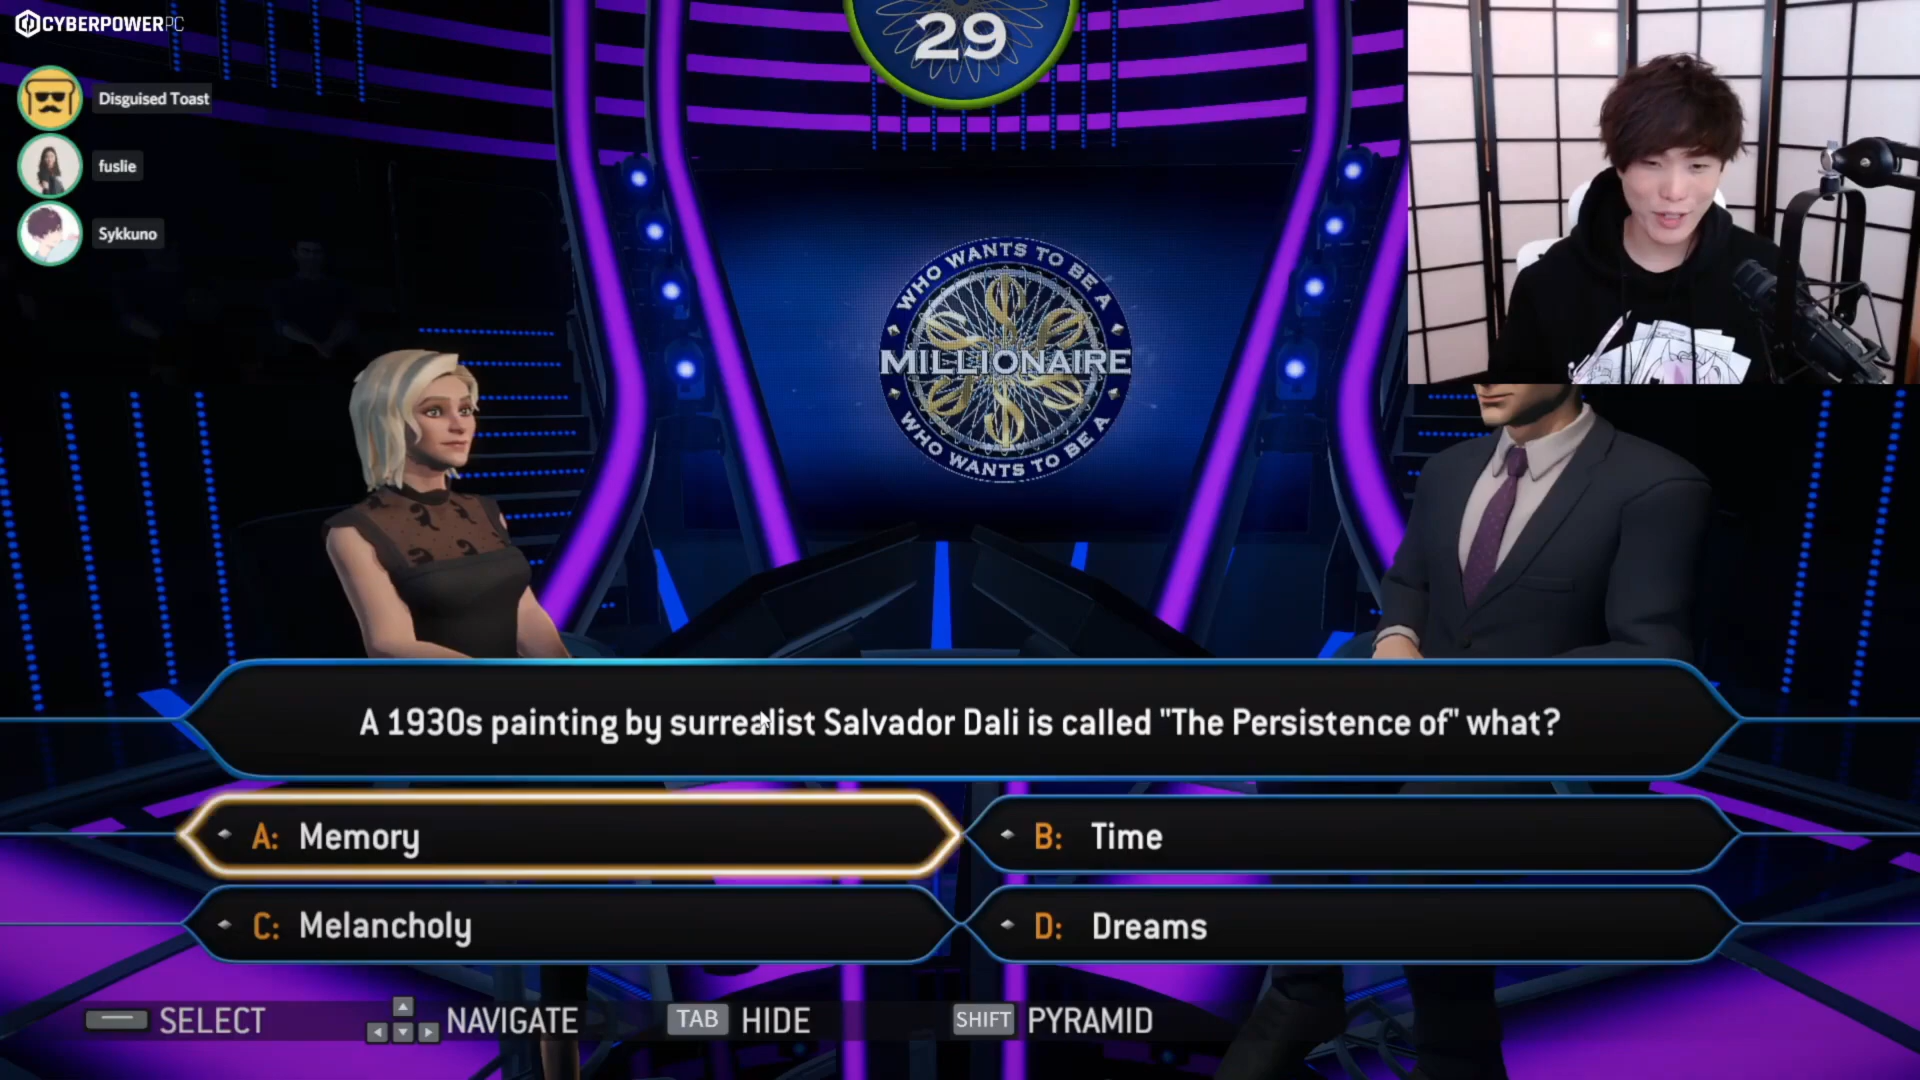 CYBERPOWERPC
29
Disguised Toast
fuslie
Sykkuno
WHO WANTS TO BE A
MILLIONAIRE
WHO WANTS TO BE A
A 1930s painting by surrealist Salvador Dali is called "The Persistence of" what?
A: Memory
B: Time
C: Melancholy
D: Dreams
SELECT
NAVIGATE
TAB HIDE
SHIFT PYRAMID